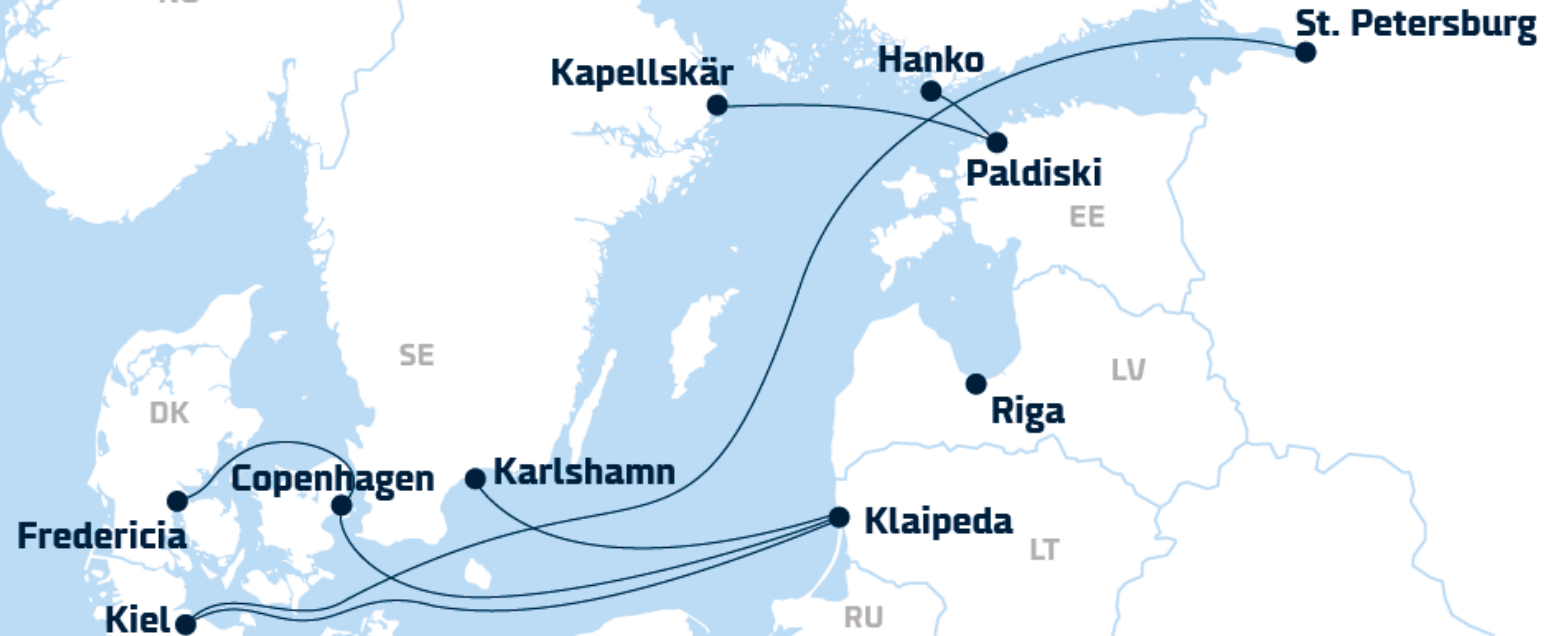 St. Petersburg
Hanko
Kapellskär
Paldiski
EE
SE
LV
DK
Riga
Karlshamn
Copenhagen
Klaipeda
Fredericia
LT
Kiel
RU